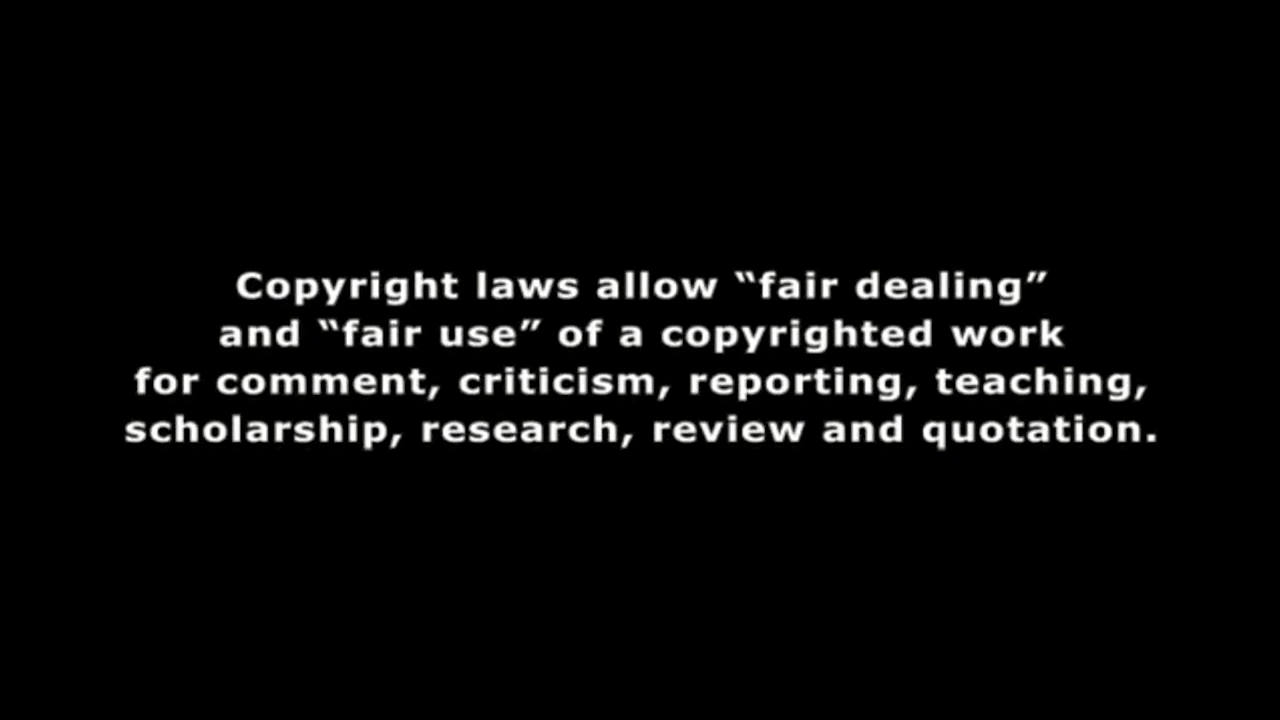 Copyright laws allow “fair dealing”
and “fair use” of a copyrighted work
for comment, criticism, reporting, teaching,
scholarship, research, review and quotation.